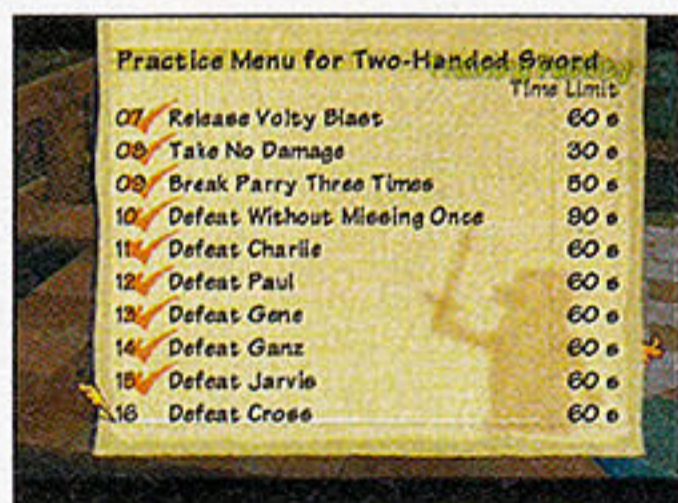 Practice Menu for Two-Handed Sword
Time Limit
07 Release Volty Blast 60 s
08 Take No Damage 30 s
09 Break Parry Three Times 50 s
10 Defeat Without Missing Once 90 s
11 Defeat Charlie 60 s
12 Defeat Paul 60 s
13 Defeat Gene 60 s
14 Defeat Ganz 60 s
15 Defeat Jarvis 60 s
16 Defeat Cross 60 s